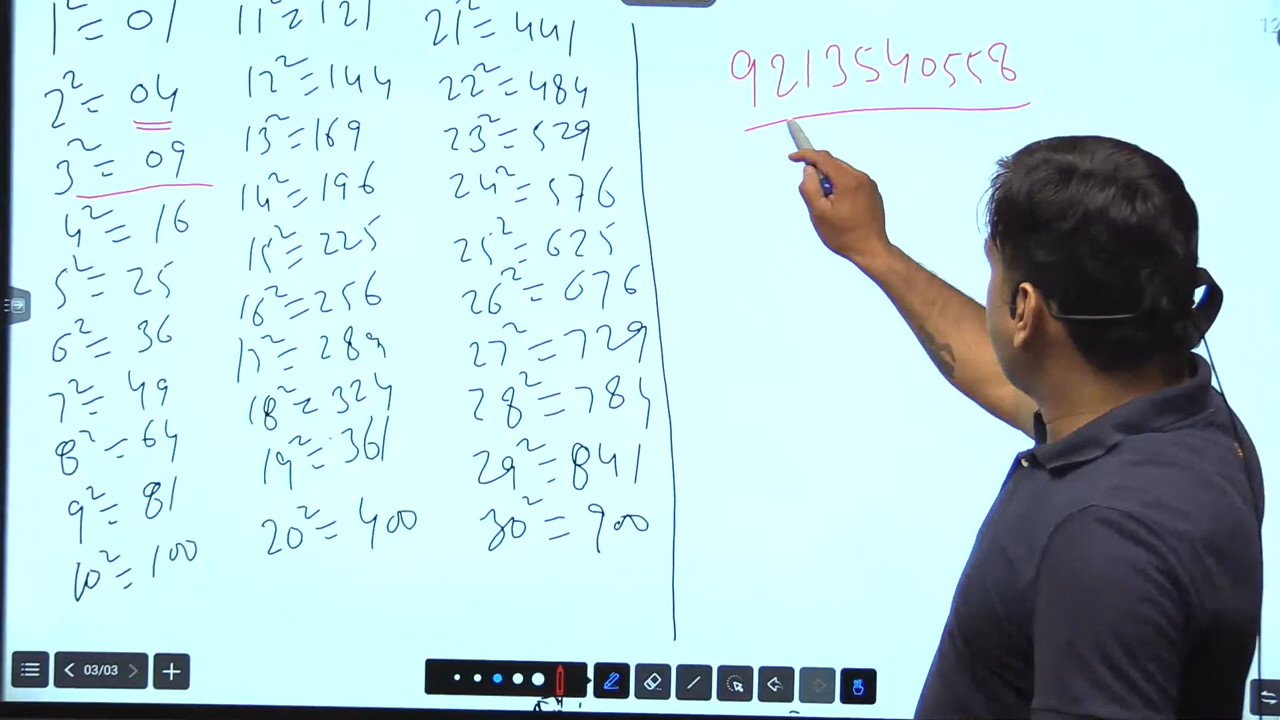 1² = 01
2² = 04
3² = 09
4² = 16
5² = 25
6² = 36
7² = 49
8² = 64
9² = 81
10² = 100
11² = 121
12² = 144
13² = 169
14² = 196
15² = 225
16² = 256
17² = 289
18² = 324
19² = 361
20² = 400
21² = 441
22² = 484
23² = 529
24² = 576
25² = 625
26² = 676
27² = 729
28² = 784
29² = 841
30² = 900
9213540558
03/03